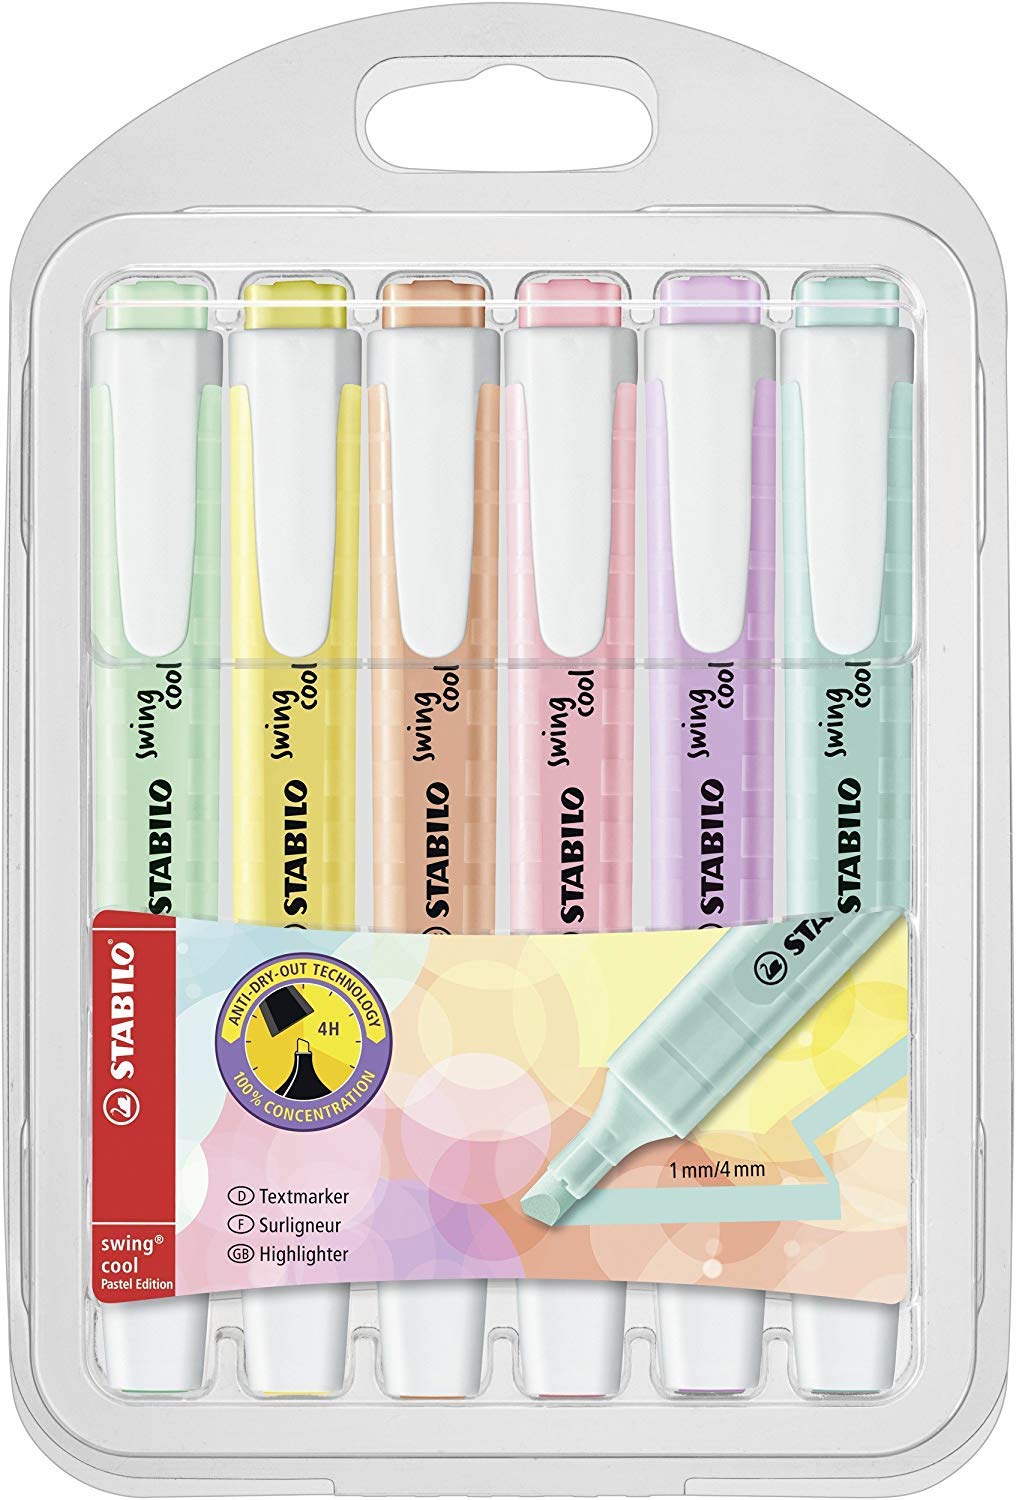 swing
cool
STABILO
swing
cool
STABILO
swing
cool
STABILO
swing
cool
STABILO
swing
cool
STABILO
swing
cool
STABILO
STABILO®
swing®
cool
Pastel Edition
ANTI-DRY-OUT TECHNOLOGY
4H
100% CONCENTRATION
D Textmarker
F Surligneur
GB Highlighter
1 mm/4 mm